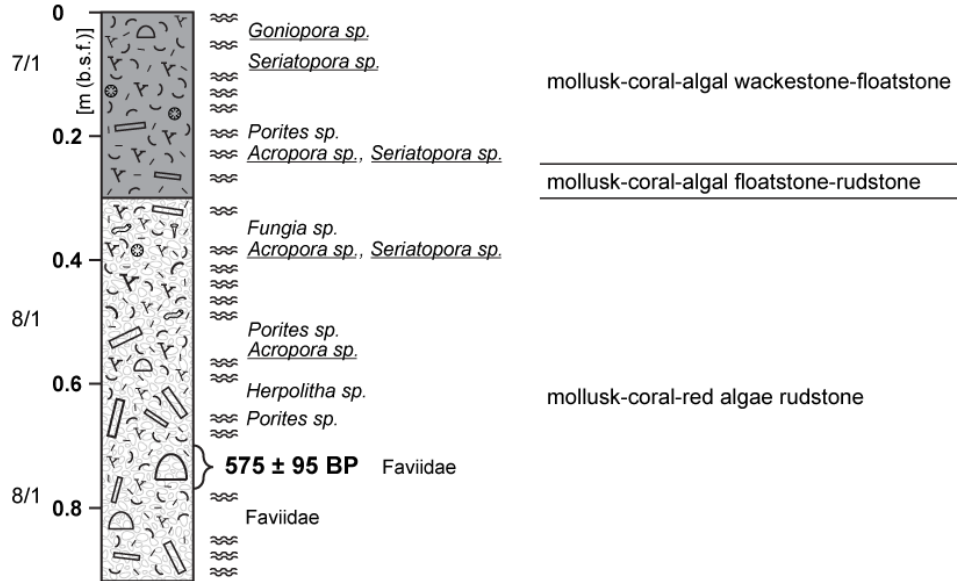 0
[m (b.s.f.)]
Goniopora sp.
7/1
Seriatopora sp.
mollusk-coral-algal wackestone-floatstone
0.2
Porites sp.
Acropora sp., Seriatopora sp.
mollusk-coral-algal floatstone-rudstone
Fungia sp.
Acropora sp., Seriatopora sp.
0.4
8/1
Porites sp.
Acropora sp.
0.6
Herpolitha sp.
mollusk-coral-red algae rudstone
Porites sp.
575 ± 95 BP Faviidae
8/1
0.8
Faviidae